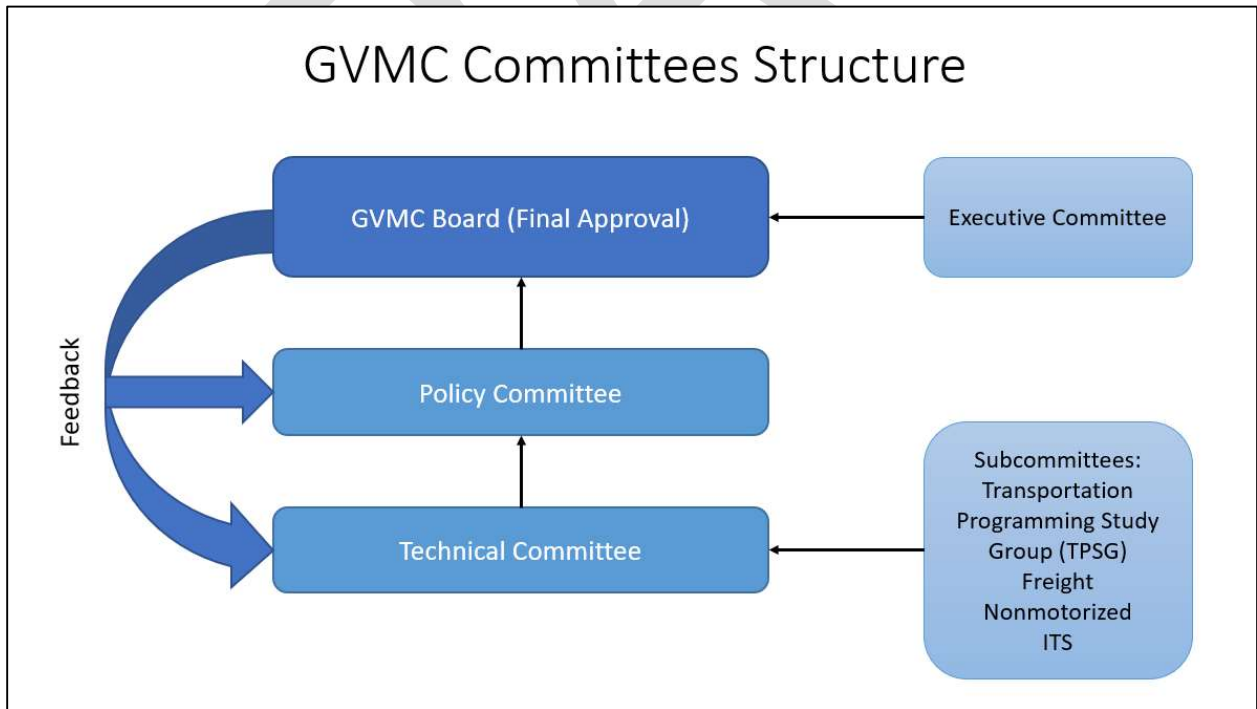 GVMC Committees Structure
GVMC Board (Final Approval)
Executive Committee
Feedback
Policy Committee
Technical Committee
Subcommittees:
Transportation
Programming Study
Group (TPSG)
Freight
Nonmotorized
ITS